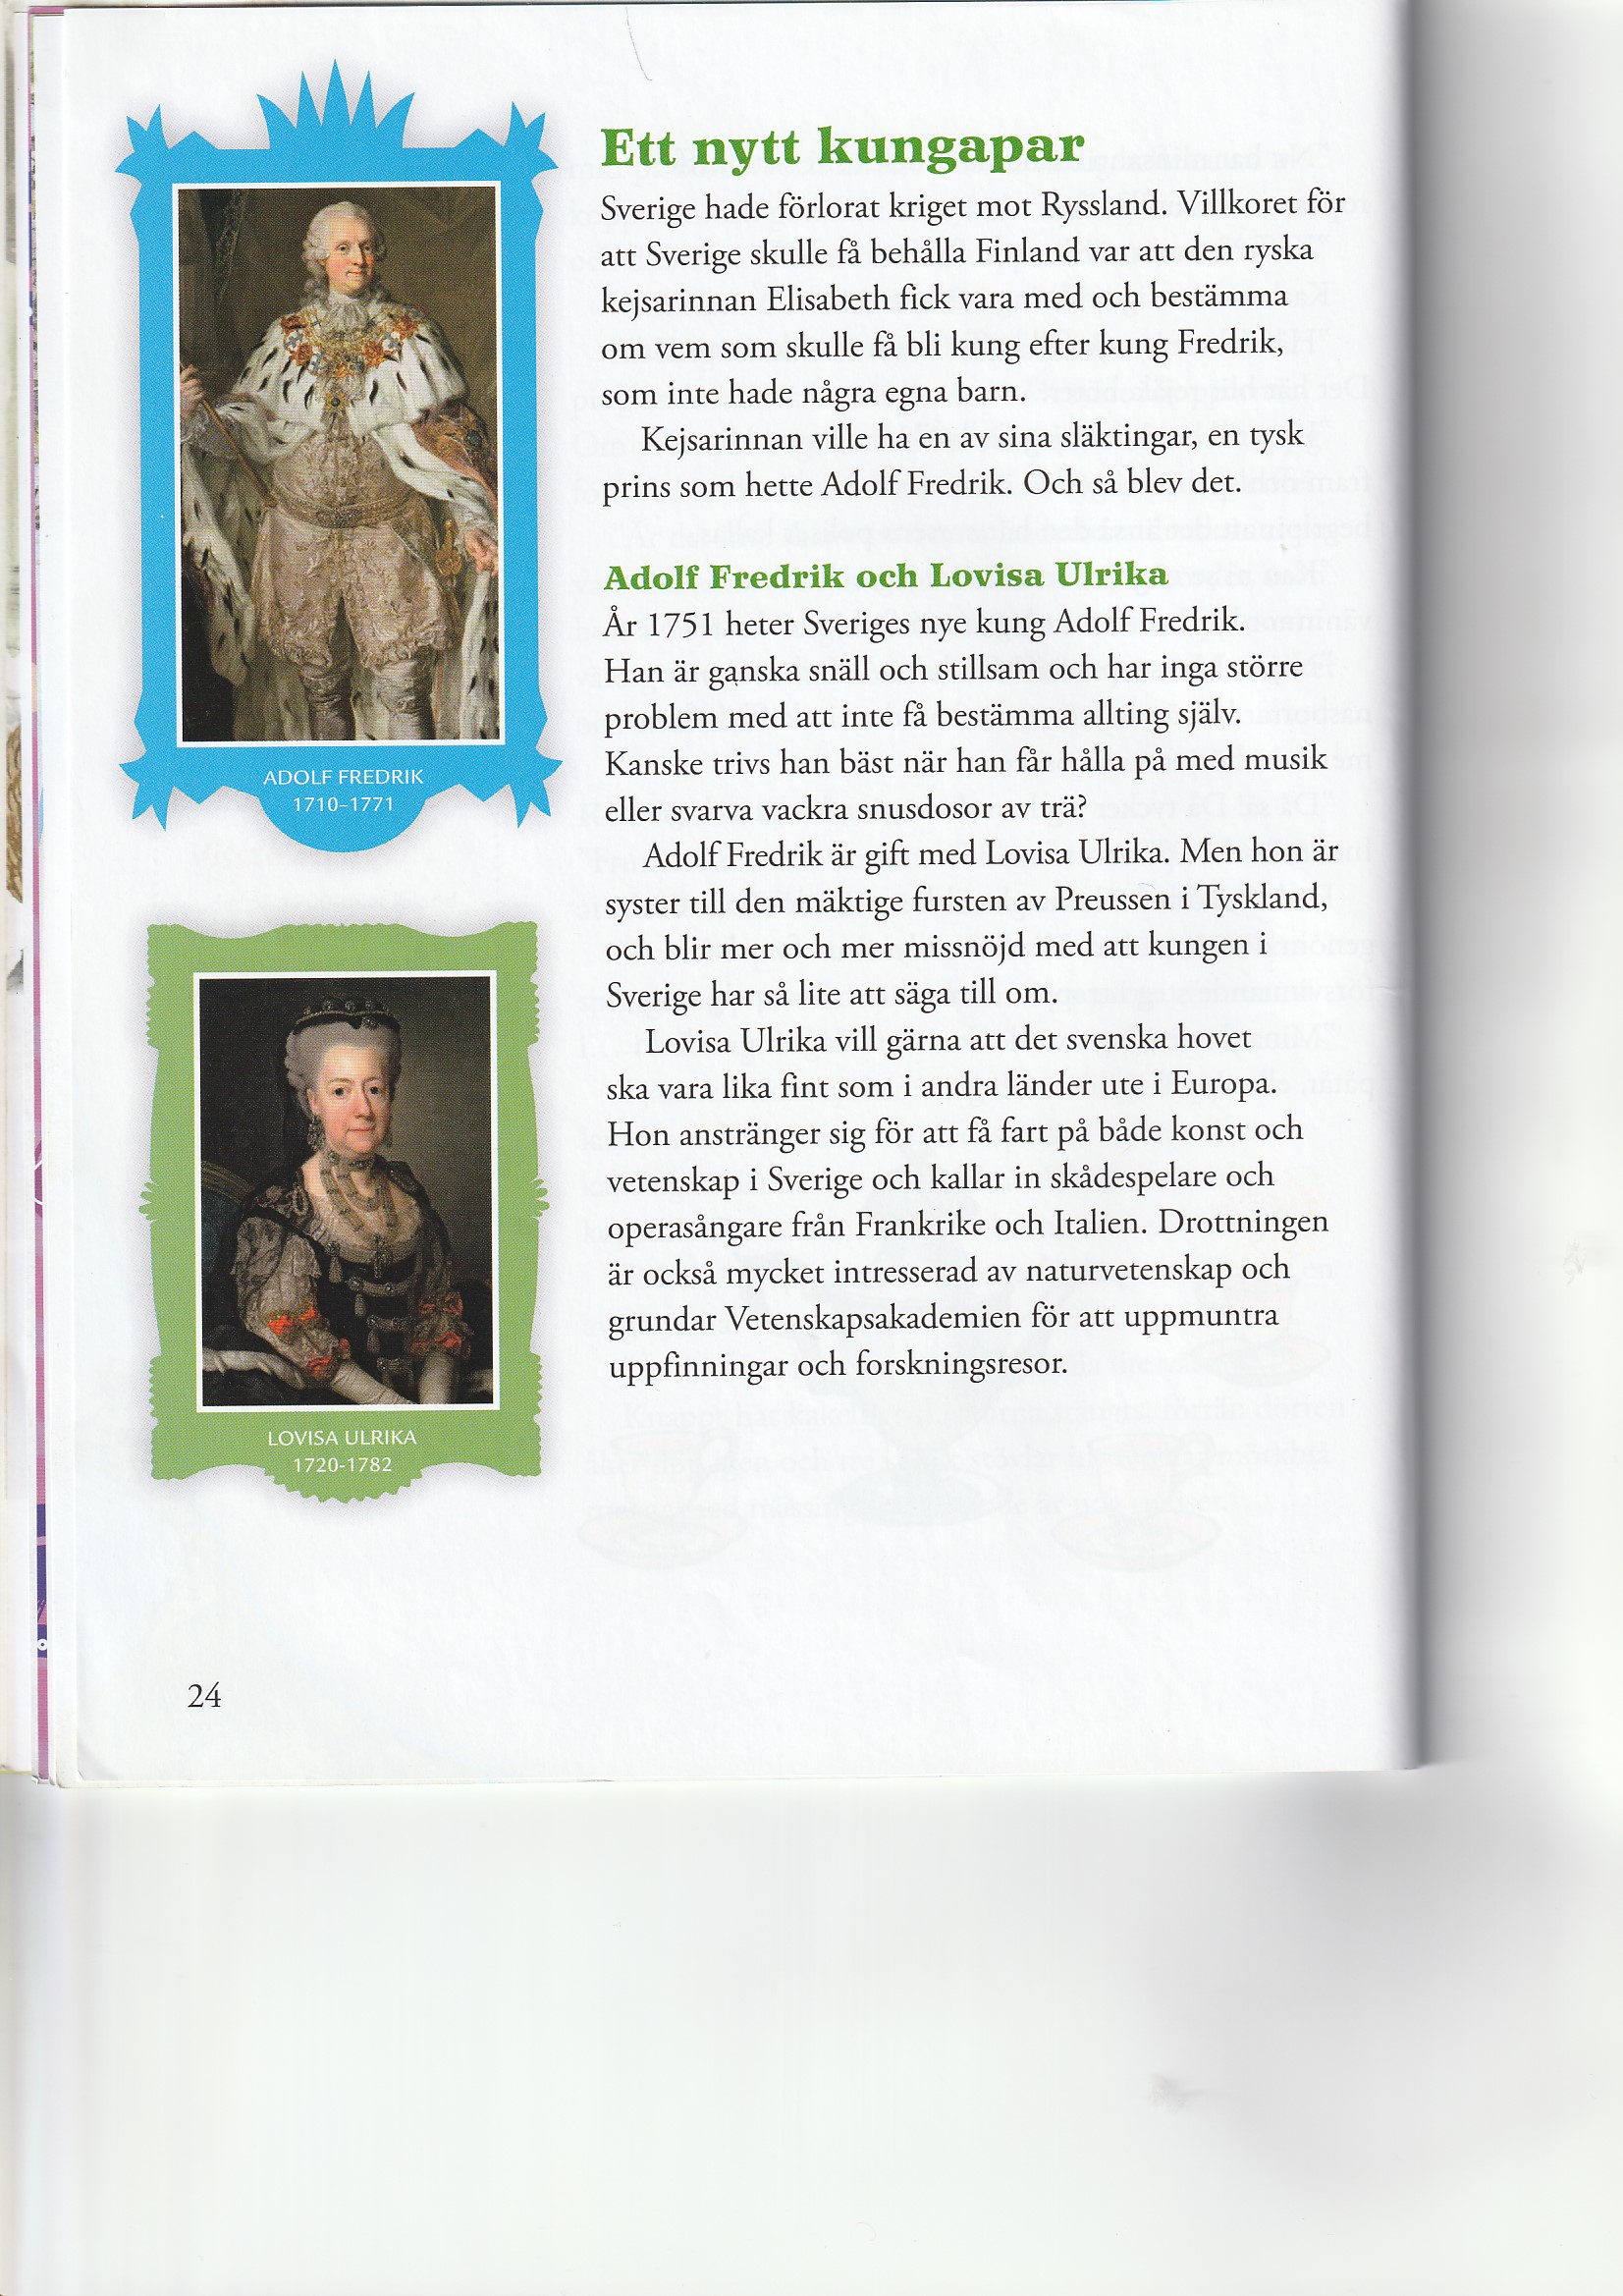 Ett nytt kungapar
Sverige hade förlorat kriget mot Ryssland. Villkoret för
att Sverige skulle få behålla Finland var att den ryska
kejsarinnan Elisabeth fick vara med och bestämma
om vem som skulle få bli kung efter kung Fredrik,
som inte hade några egna barn.
Kejsarinnan ville ha en av sina släktingar, en tysk
prins som hette Adolf Fredrik. Och så blev det.
Adolf Fredrik och Lovisa Ulrika
År 1751 heter Sveriges nye kung Adolf Fredrik.
Han är ganska snäll och stillsam och har inga större
problem med att inte få bestämma allting själv.
Kanske trivs han bäst när han får hålla på med musik
eller svarva vackra snusdosor av trä?
Adolf Fredrik är gift med Lovisa Ulrika. Men hon är
syster till den mäktige fursten av Preussen i Tyskland,
och blir mer och mer missnöjd med att kungen i
Sverige har så lite att säga till om.
Lovisa Ulrika vill gärna att det svenska hovet
ska vara lika fint som i andra länder ute i Europa.
Hon anstränger sig för att få fart på både konst och
vetenskap i Sverige och kallar in skådespelare och
operasångare från Frankrike och Italien. Drottningen
är också mycket intresserad av naturvetenskap och
grundar Vetenskapsakademien för att uppmuntra
uppfinningar och forskningsresor.
ADOLF FREDRIK
1710–1771
LOVISA ULRIKA
1720-1782
24